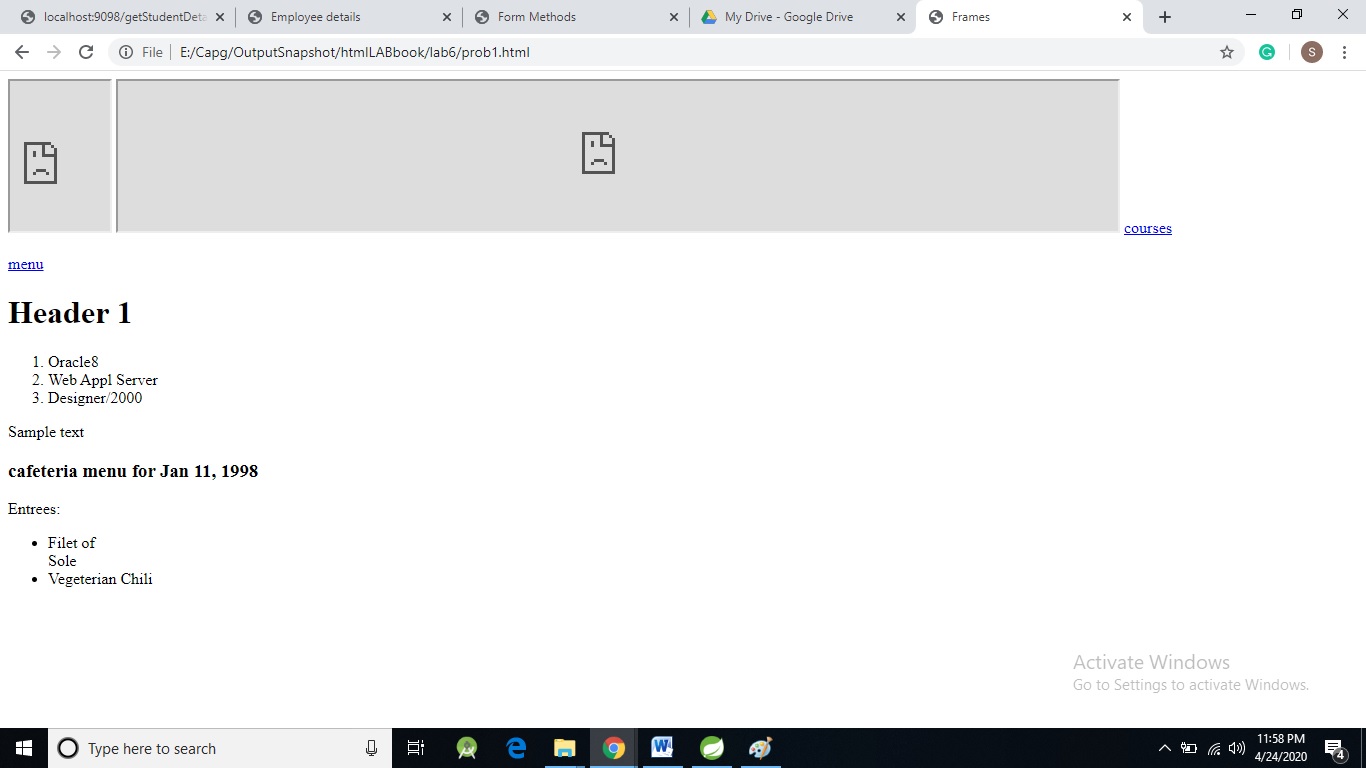 localhost:9098/getStudentDeta
Employee details
Form Methods
My Drive - Google Drive
Frames
File
E:/Capg/OutputSnapshot/htmlLABbook/lab6/prob1.html
S
courses
menu
Header 1
1. Oracle8
2. Web Appl Server
3. Designer/2000
Sample text
cafeteria menu for Jan 11, 1998
Entrees:
• Filet of
Sole
• Vegeterian Chili
Activate Windows
Go to Settings to activate Windows.
Type here to search
11:58 PM
4/24/2020
4